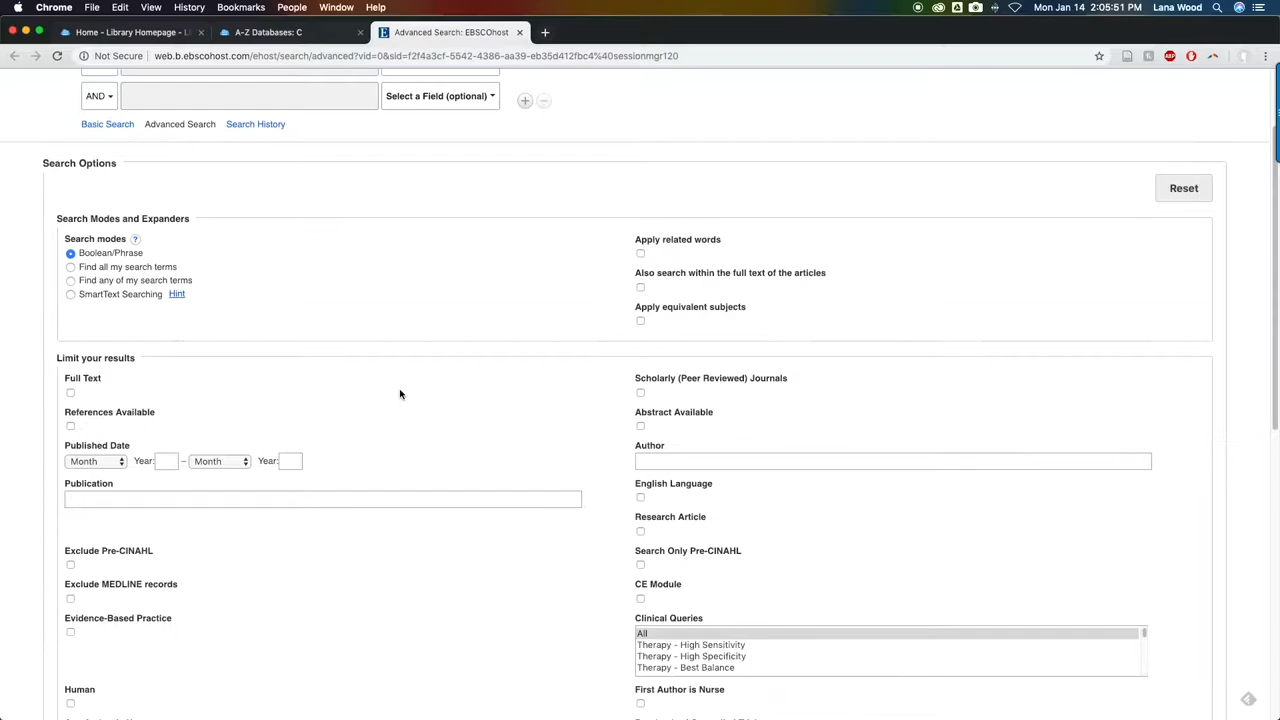 Chrome File Edit View History Bookmarks People Window Help Mon Jan 14 2:05:51 PM Lana Wood
Home - Library Homepage - Li A-Z Databases: C Advanced Search: EBSCOhost
Not Secure web.b.ebscohost.com/ehost/search/advanced?vid=0&sid=f2f4a3cf-5542-4386-aa39-eb35d412fbc4%40sessionmgr120
AND Select a Field (optional)
Basic Search Advanced Search Search History
Search Options
Reset
Search Modes and Expanders
Search modes ? Apply related words
Boolean/Phrase
Find all my search terms Also search within the full text of the articles
Find any of my search terms
SmartText Searching Hint Apply equivalent subjects
Limit your results
Full Text Scholarly (Peer Reviewed) Journals
References Available Abstract Available
Published Date Author
Month Year: – Month Year:
Publication English Language
Research Article
Exclude Pre-CINAHL Search Only Pre-CINAHL
Exclude MEDLINE records CE Module
Evidence-Based Practice Clinical Queries
All
Therapy - High Sensitivity
Therapy - High Specificity
Therapy - Best Balance
Human First Author is Nurse